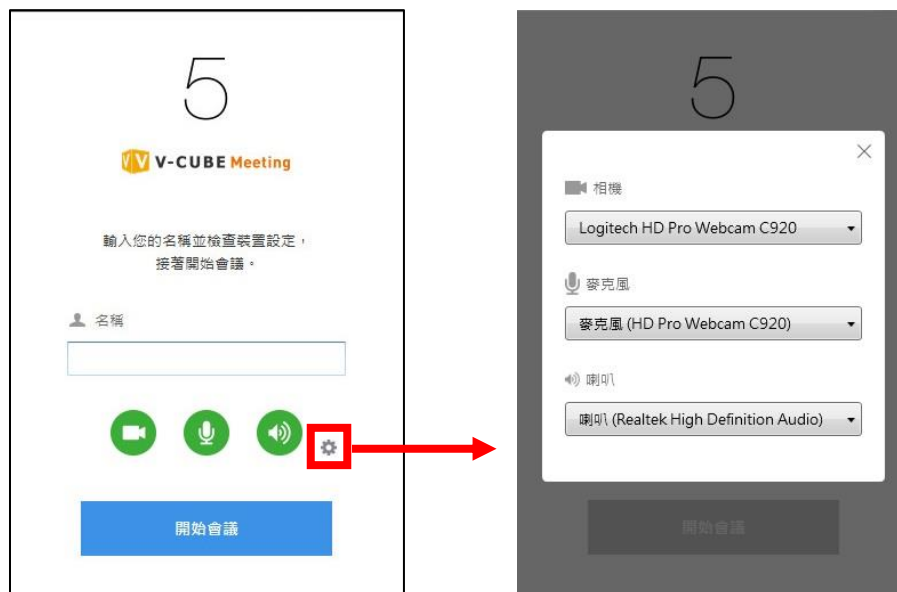 5
V-CUBE Meeting
輸入您的名稱並檢查裝置設定，
接著開始會議。
名稱
開始會議
5
相機
Logitech HD Pro Webcam C920
麥克風
麥克風 (HD Pro Webcam C920)
喇叭
喇叭 (Realtek High Definition Audio)
開始會議